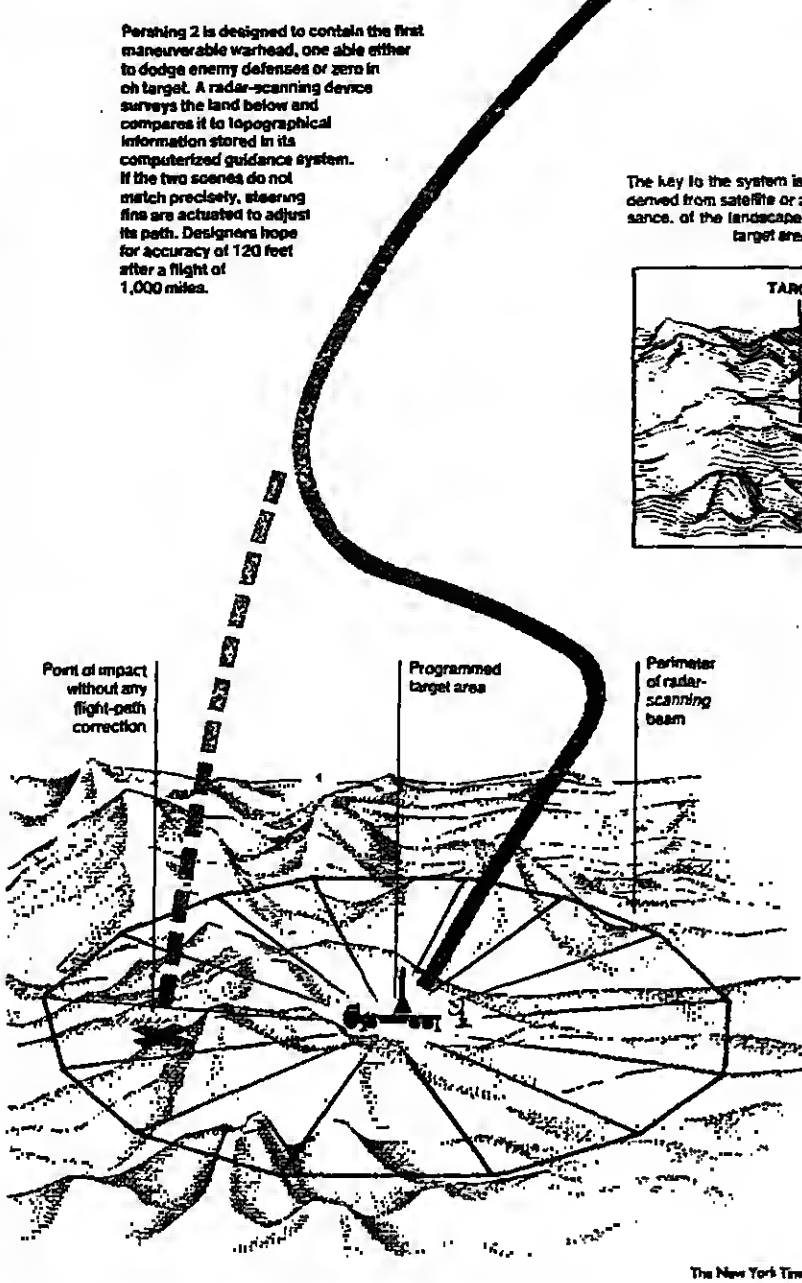 Pershing 2 is designed to contain the first
maneuverable warhead, one able either
to dodge enemy defenses or zero in
oh target. A radar-scanning device
surveys the land below and
compares it to topographical
information stored in its
computerized guidance system.
If the two scenes do not
match precisely, steering
fins are actuated to adjust
its path. Designers hope
for accuracy of 120 feet
after a flight of
1,000 miles.
The key to the system is
derived from satellite or
sance, of the landscape
target
Point of impact
without any
flight-path
correction
Programmed
target area
Perimeter
of radar-
scanning
beam
The New York